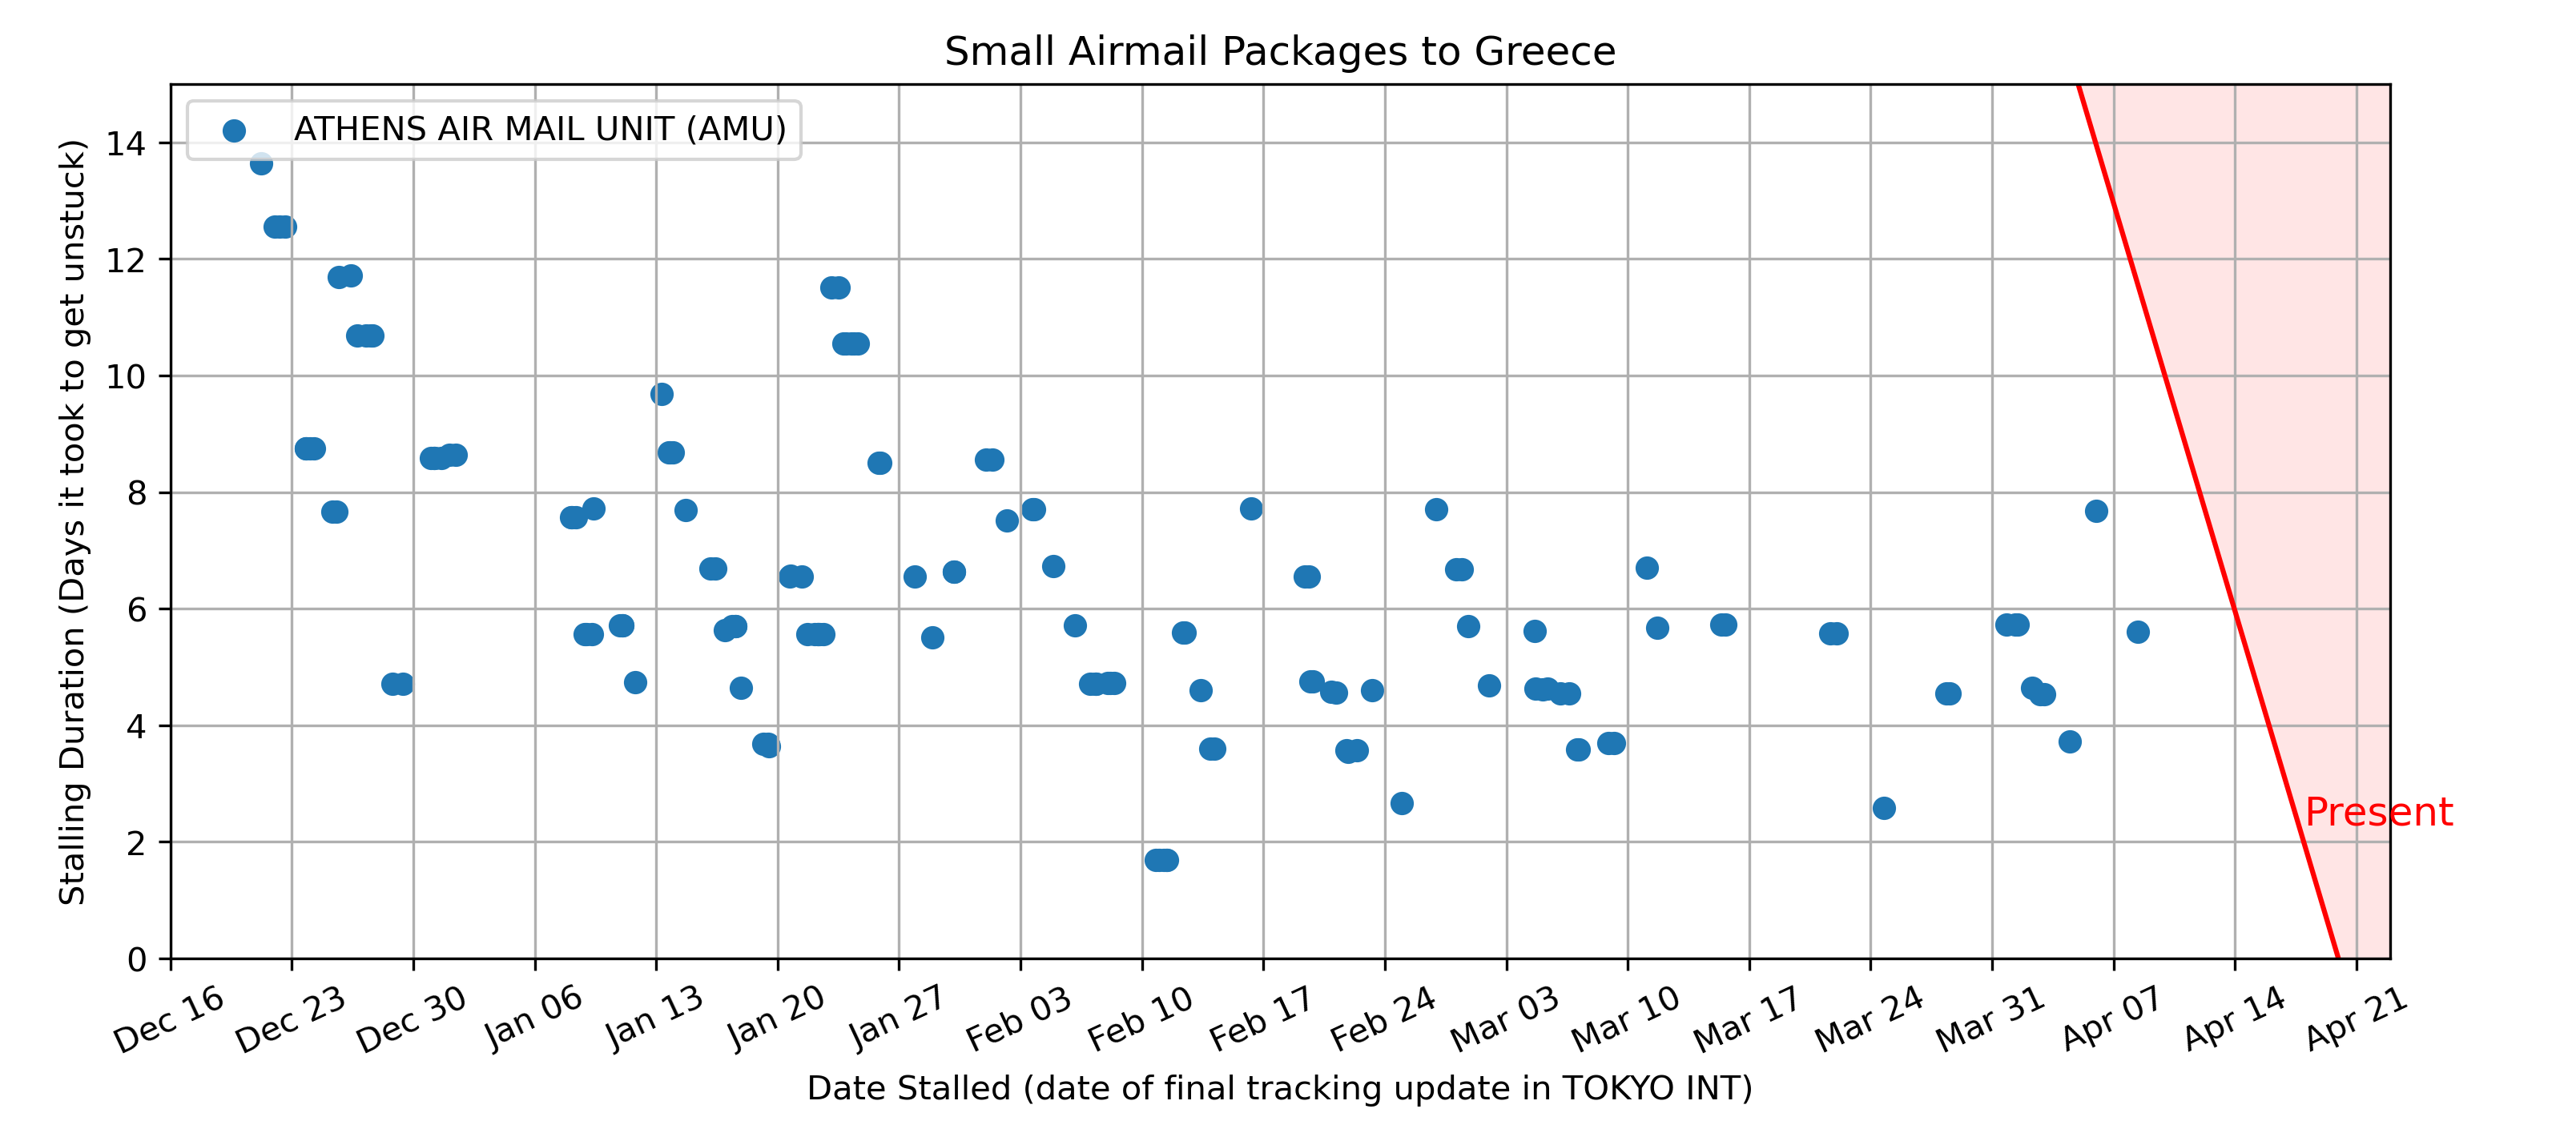 Small Airmail Packages to Greece
ATHENS AIR MAIL UNIT (AMU)
Stalling Duration (Days it took to get unstuck)
14
12
10
8
6
4
2
0
Present
Dec 16
Dec 23
Dec 30
Jan 06
Jan 13
Jan 20
Jan 27
Feb 03
Feb 10
Feb 17
Feb 24
Mar 03
Mar 10
Mar 17
Mar 24
Mar 31
Apr 07
Apr 14
Apr 21
Date Stalled (date of final tracking update in TOKYO INT)